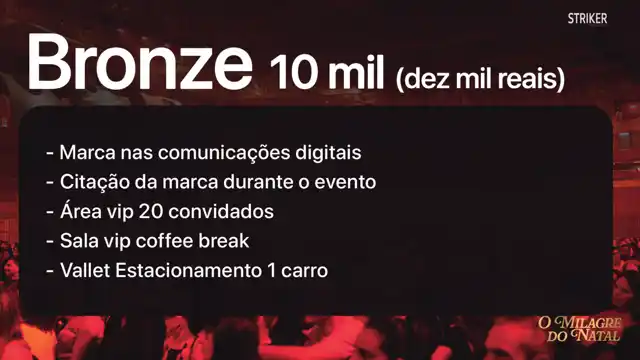 STRIKER
Bronze 10 mil (dez mil reais)
- Marca nas comunicações digitais
- Citação da marca durante o evento
- Área vip 20 convidados
- Sala vip coffee break
- Vallet Estacionamento 1 carro
O MILAGRE
DO NATAL